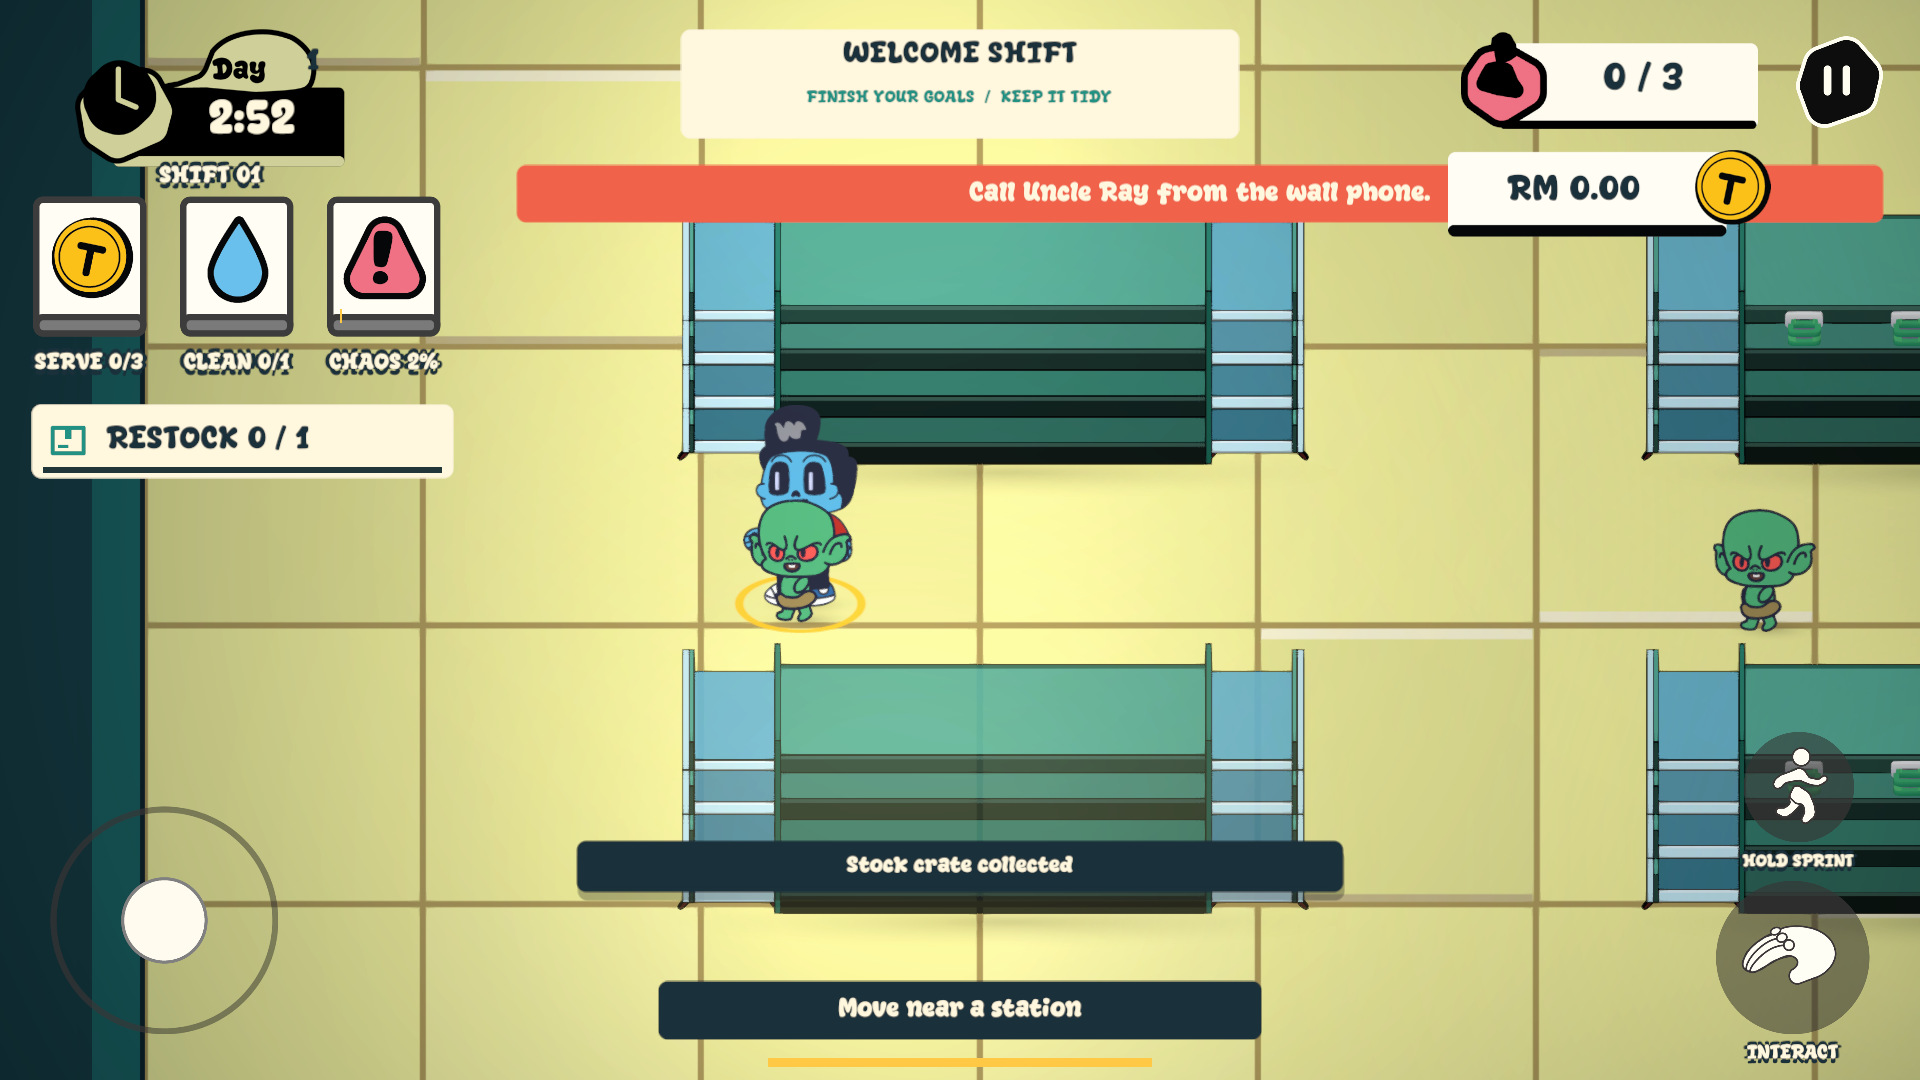 Day 1
2:52
SHIFT 01
WELCOME SHIFT
FINISH YOUR GOALS / KEEP IT TIDY
0 / 3
Call Uncle Ray from the wall phone.
RM 0.00
T
T
SERVE 0/3
CLEAN 0/1
CHAOS 2%
RESTOCK 0 / 1
W
Stock crate collected
HOLD SPRINT
Move near a station
INTERACT